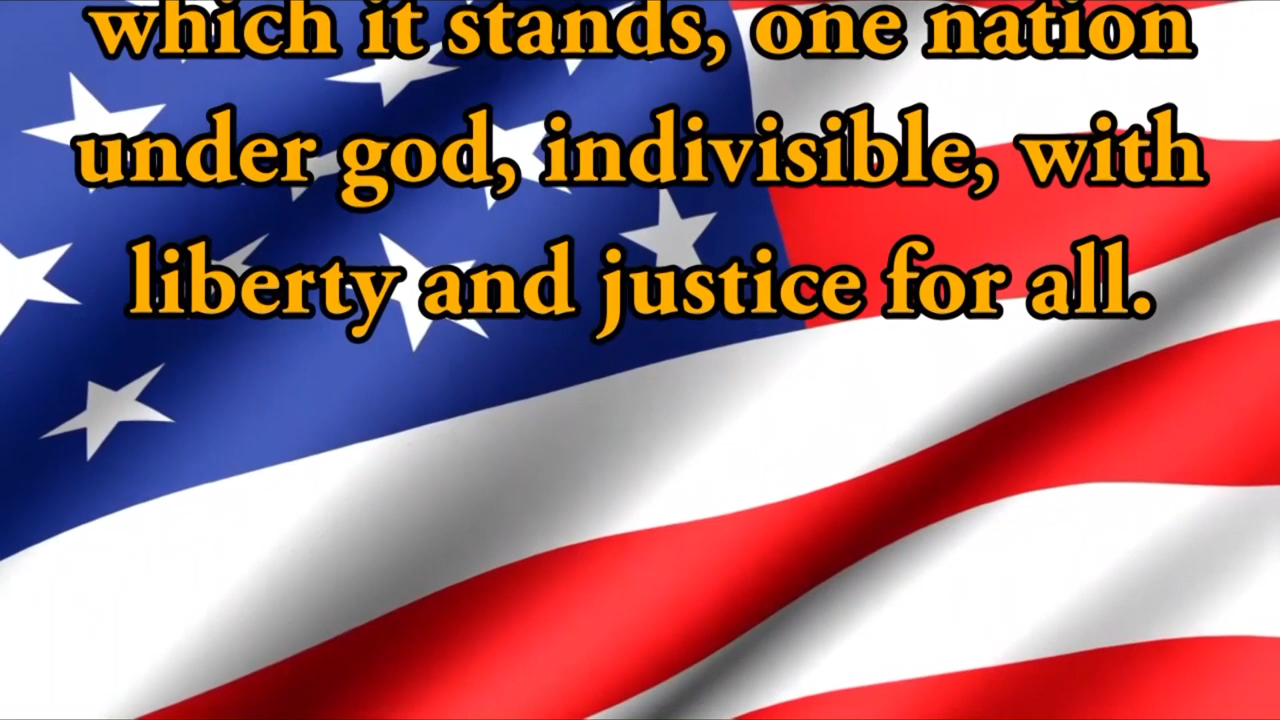 which it stands, one nation
under god, indivisible, with
liberty and justice for all.